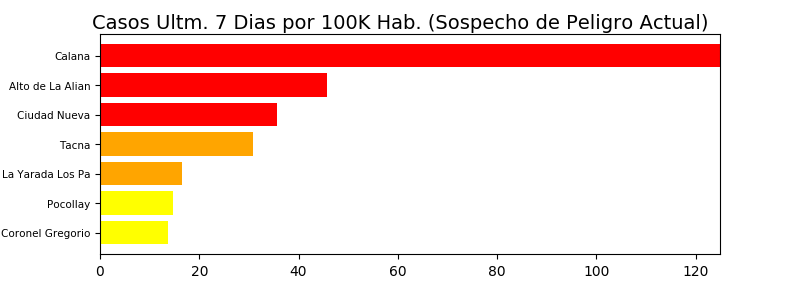 Casos Ultm. 7 Dias por 100K Hab. (Sospecho de Peligro Actual)
Calana
Alto de La Alian
Ciudad Nueva
Tacna
La Yarada Los Pa
Pocollay
Coronel Gregorio
0 20 40 60 80 100 120